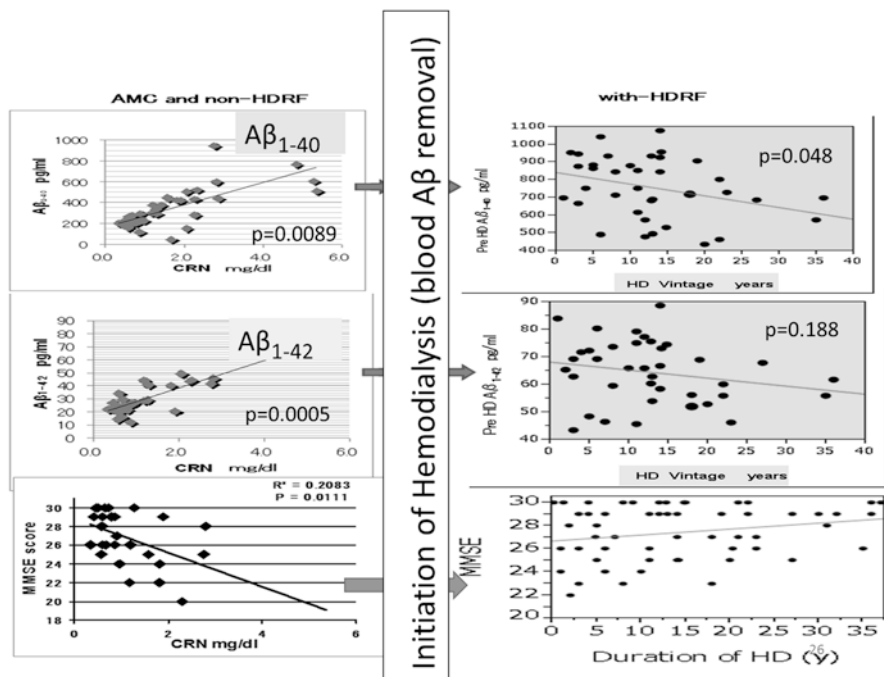 AMC and non-HDRF
Aβ1-40
1000
800
600
400
200
0
Aβ1-40 pg/ml
p=0.0089
0.0 2.0 4.0 6.0
CRN mg/dl
Aβ1-42
90
80
70
60
50
40
30
20
10
0
Aβ1-42 pg/ml
p=0.0005
0.0 2.0 4.0 6.0
CRN mg/dl
R² = 0.2083
P = 0.0111
30
28
26
24
22
20
18
MMSE score
0 2 4 6
CRN mg/dl
Initiation of Hemodialysis (blood Aβ removal)
with-HDRF
1100
1000
900
800
700
600
500
400
Pre HD Aβ1-40 pg/ml
p=0.048
0 5 10 15 20 25 30 35 40
HD Vintage years
90
80
70
60
50
40
Pre HD Aβ1-42 pg/ml
p=0.188
0 5 10 15 20 25 30 35 40
HD Vintage years
30
28
26
24
22
20
MMSE
0 5 10 15 20 25 30 35
26
Duration of HD (y)